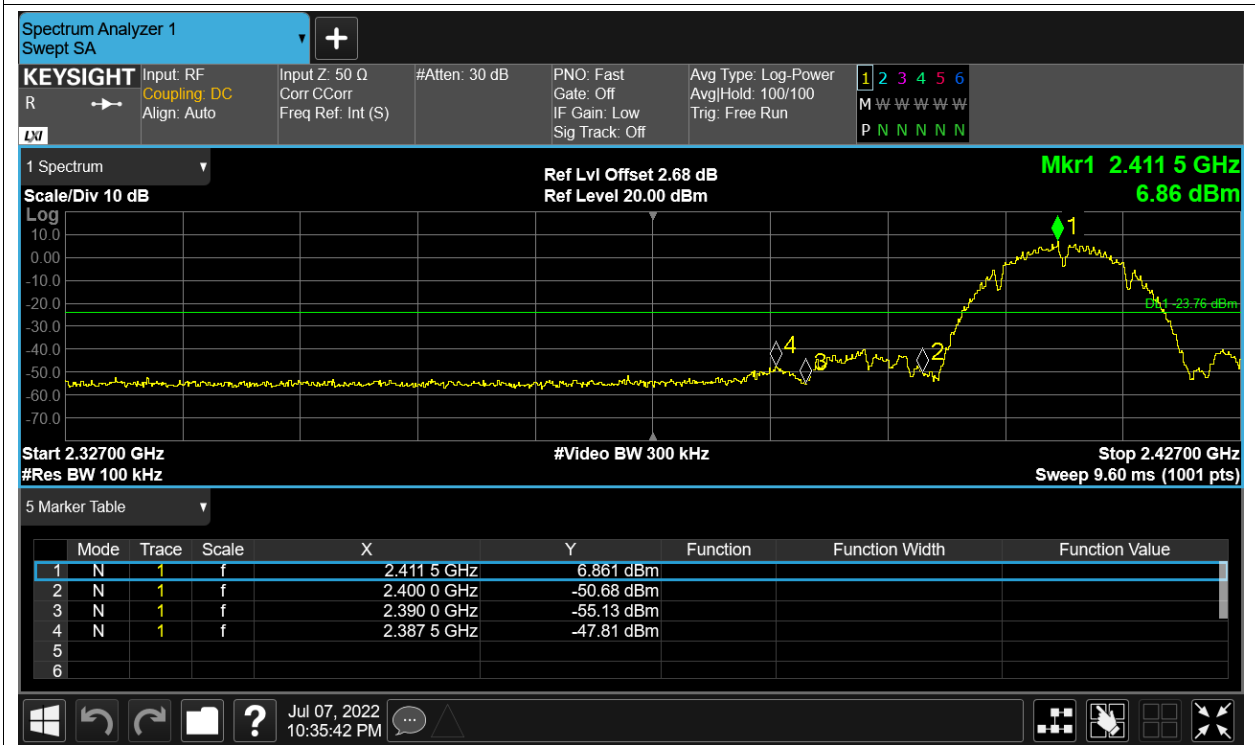 Spectrum Analyzer 1
Swept SA
KEYSIGHT Input: RF Input Z: 50 Ω #Atten: 30 dB PNO: Fast Avg Type: Log-Power 1 2 3 4 5 6
R Coupling: DC Corr CCorr Gate: Off Avg|Hold: 100/100 M W W W W W
Align: Auto Freq Ref: Int (S) IF Gain: Low Trig: Free Run
LXI Sig Track: Off P N N N N N
1 Spectrum Ref Lvl Offset 2.68 dB Mkr1 2.411 5 GHz
Scale/Div 10 dB Ref Level 20.00 dBm 6.86 dBm
Log
10.0
0.00
-10.0
-20.0
-30.0
-40.0
-50.0
-60.0
-70.0
1
DL1 -23.76 dBm
4
3
2
Start 2.32700 GHz #Video BW 300 kHz Stop 2.42700 GHz
#Res BW 100 kHz Sweep 9.60 ms (1001 pts)
5 Marker Table
Mode Trace Scale X Y Function Function Width Function Value
1 N 1 f 2.411 5 GHz 6.861 dBm
2 N 1 f 2.400 0 GHz -50.68 dBm
3 N 1 f 2.390 0 GHz -55.13 dBm
4 N 1 f 2.387 5 GHz -47.81 dBm
5
6
? Jul 07, 2022
10:35:42 PM